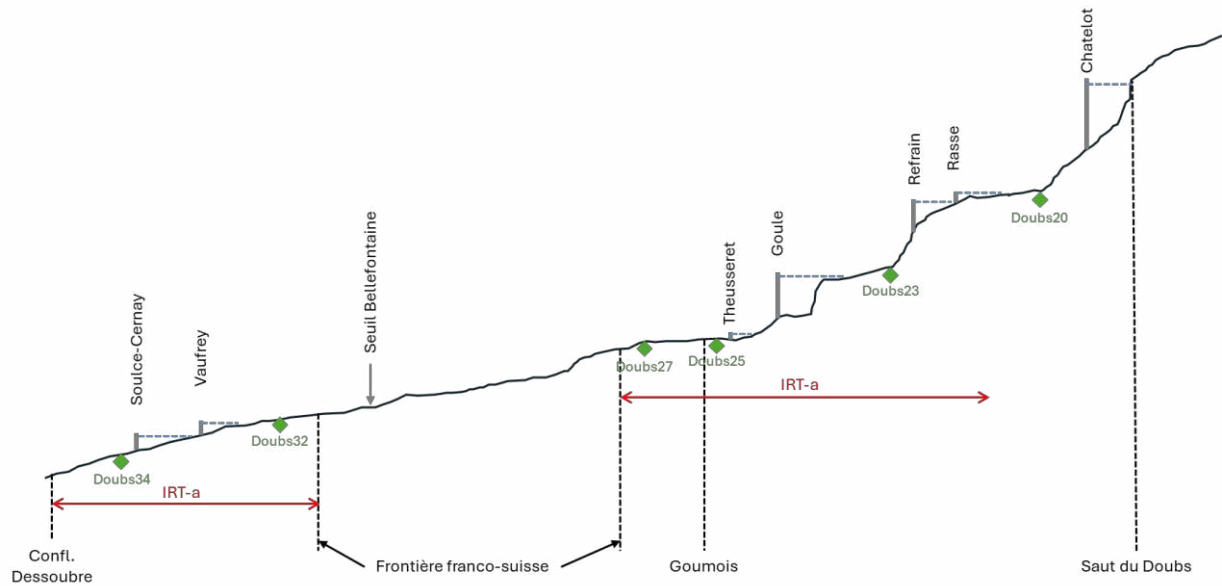 Chatelot
Refrain
Rasse
Doubs20
Goule
Doubs23
Theusseret
Seuil Bellefontaine
Soulce-Cernay
Vaufrey
Doubs27
Doubs25
IRT-a
Doubs32
Doubs34
IRT-a
Confl.
Dessoubre
Frontière franco-suisse
Goumois
Saut du Doubs